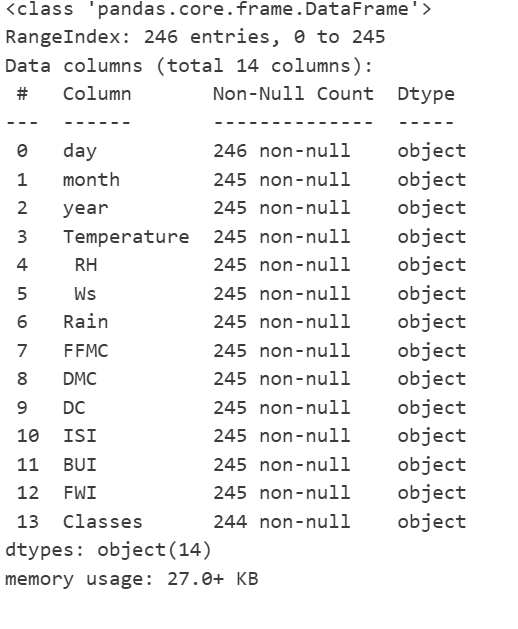 <class 'pandas.core.frame.DataFrame'>
RangeIndex: 246 entries, 0 to 245
Data columns (total 14 columns):
 #   Column       Non-Null Count  Dtype
---  ------       --------------  -----
 0   day          246 non-null    object
 1   month        245 non-null    object
 2   year         245 non-null    object
 3   Temperature  245 non-null    object
 4    RH          245 non-null    object
 5    Ws          245 non-null    object
 6   Rain         245 non-null    object
 7   FFMC         245 non-null    object
 8   DMC          245 non-null    object
 9   DC           245 non-null    object
 10  ISI          245 non-null    object
 11  BUI          245 non-null    object
 12  FWI          245 non-null    object
 13  Classes      244 non-null    object
dtypes: object(14)
memory usage: 27.0+ KB